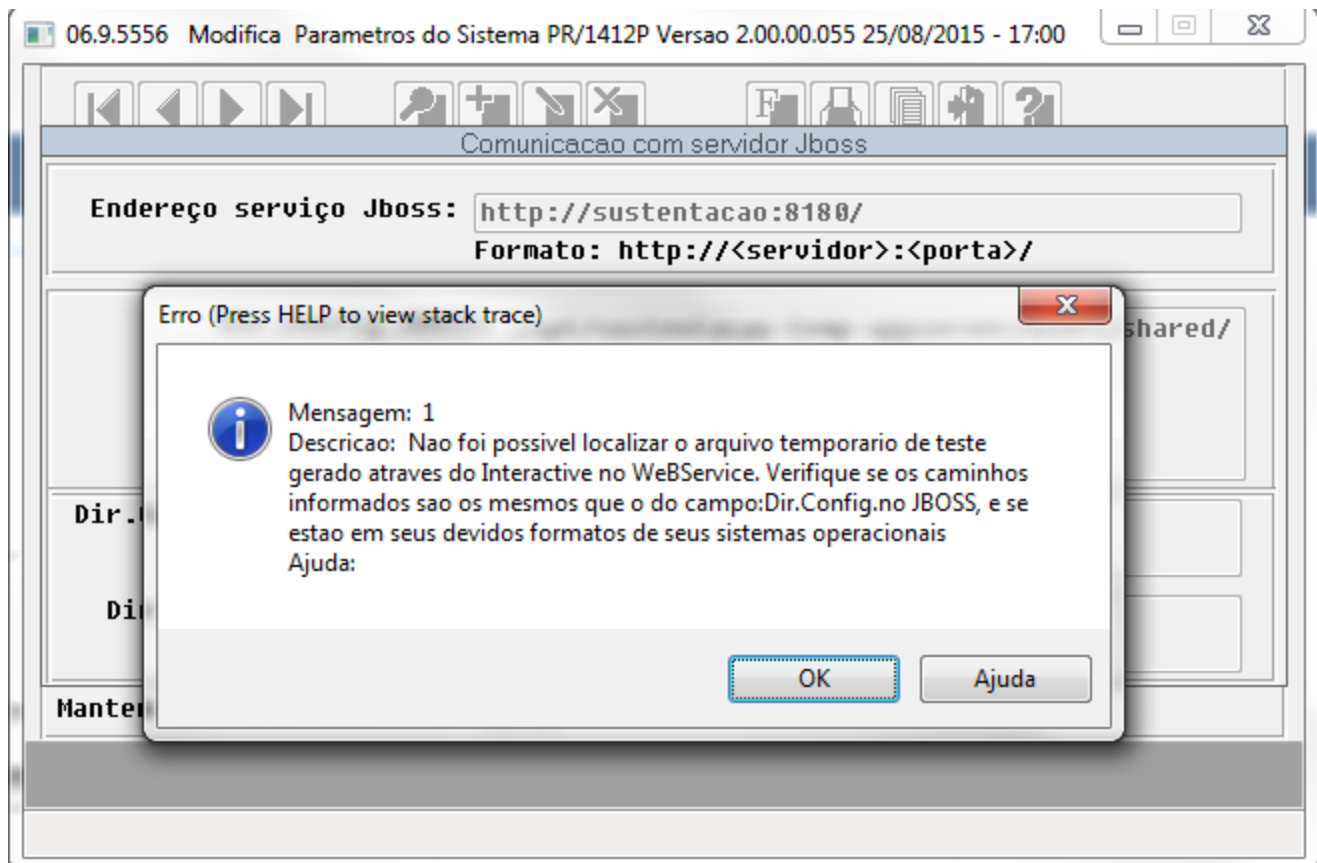 06.9.5556 Modifica Parametros do Sistema PR/1412P Versao 2.00.00.055 25/08/2015 - 17:00
F
Comunicacao com servidor Jboss
Endereço serviço Jboss: http://sustentacao:8180/
Formato: http://<servidor>:<porta>/
Erro (Press HELP to view stack trace)
shared/
Mensagem: 1
Descricao: Nao foi possivel localizar o arquivo temporario de teste
gerado atraves do Interactive no WeBService. Verifique se os caminhos
informados sao os mesmos que o do campo:Dir.Config.no JBOSS, e se
estao em seus devidos formatos de seus sistemas operacionais
Ajuda:
Dir.
Di
OK Ajuda
Manten